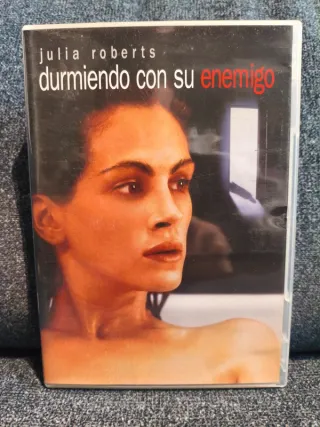 julia roberts
durmiendo con su enemigo